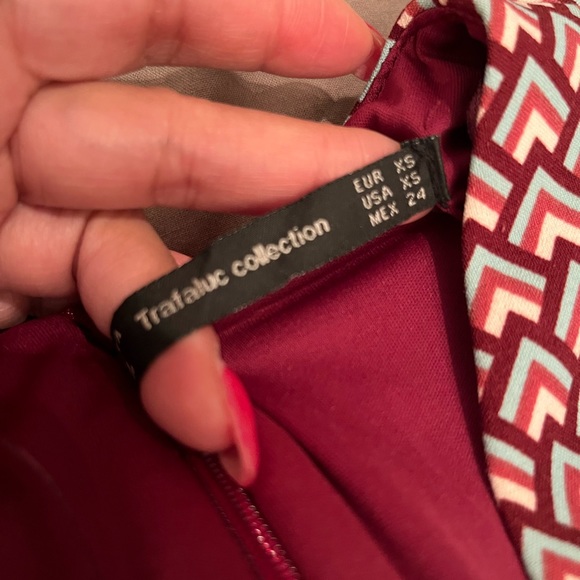 Trafaluc collection
EUR XS
USA XS
MEX 24